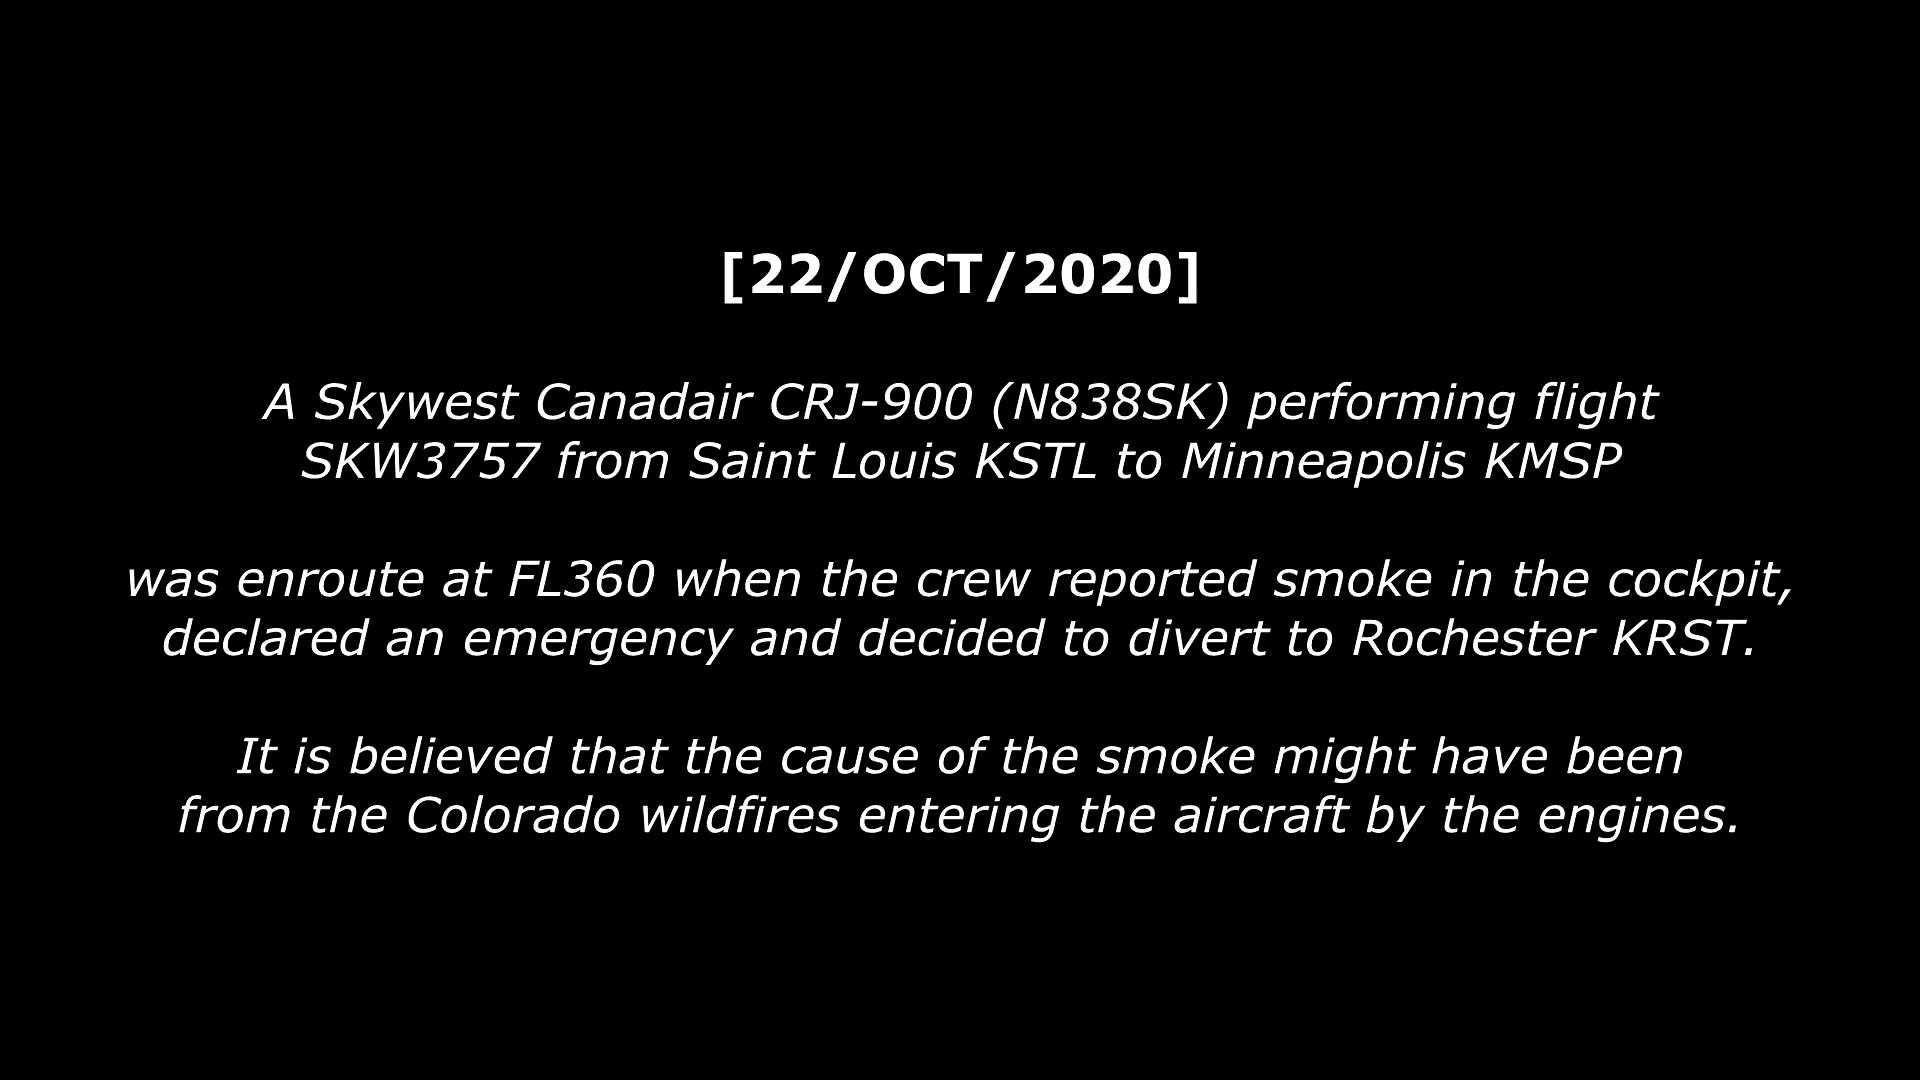 [22/OCT/2020]
A Skywest Canadair CRJ-900 (N838SK) performing flight
SKW3757 from Saint Louis KSTL to Minneapolis KMSP
was enroute at FL360 when the crew reported smoke in the cockpit,
declared an emergency and decided to divert to Rochester KRST.
It is believed that the cause of the smoke might have been
from the Colorado wildfires entering the aircraft by the engines.